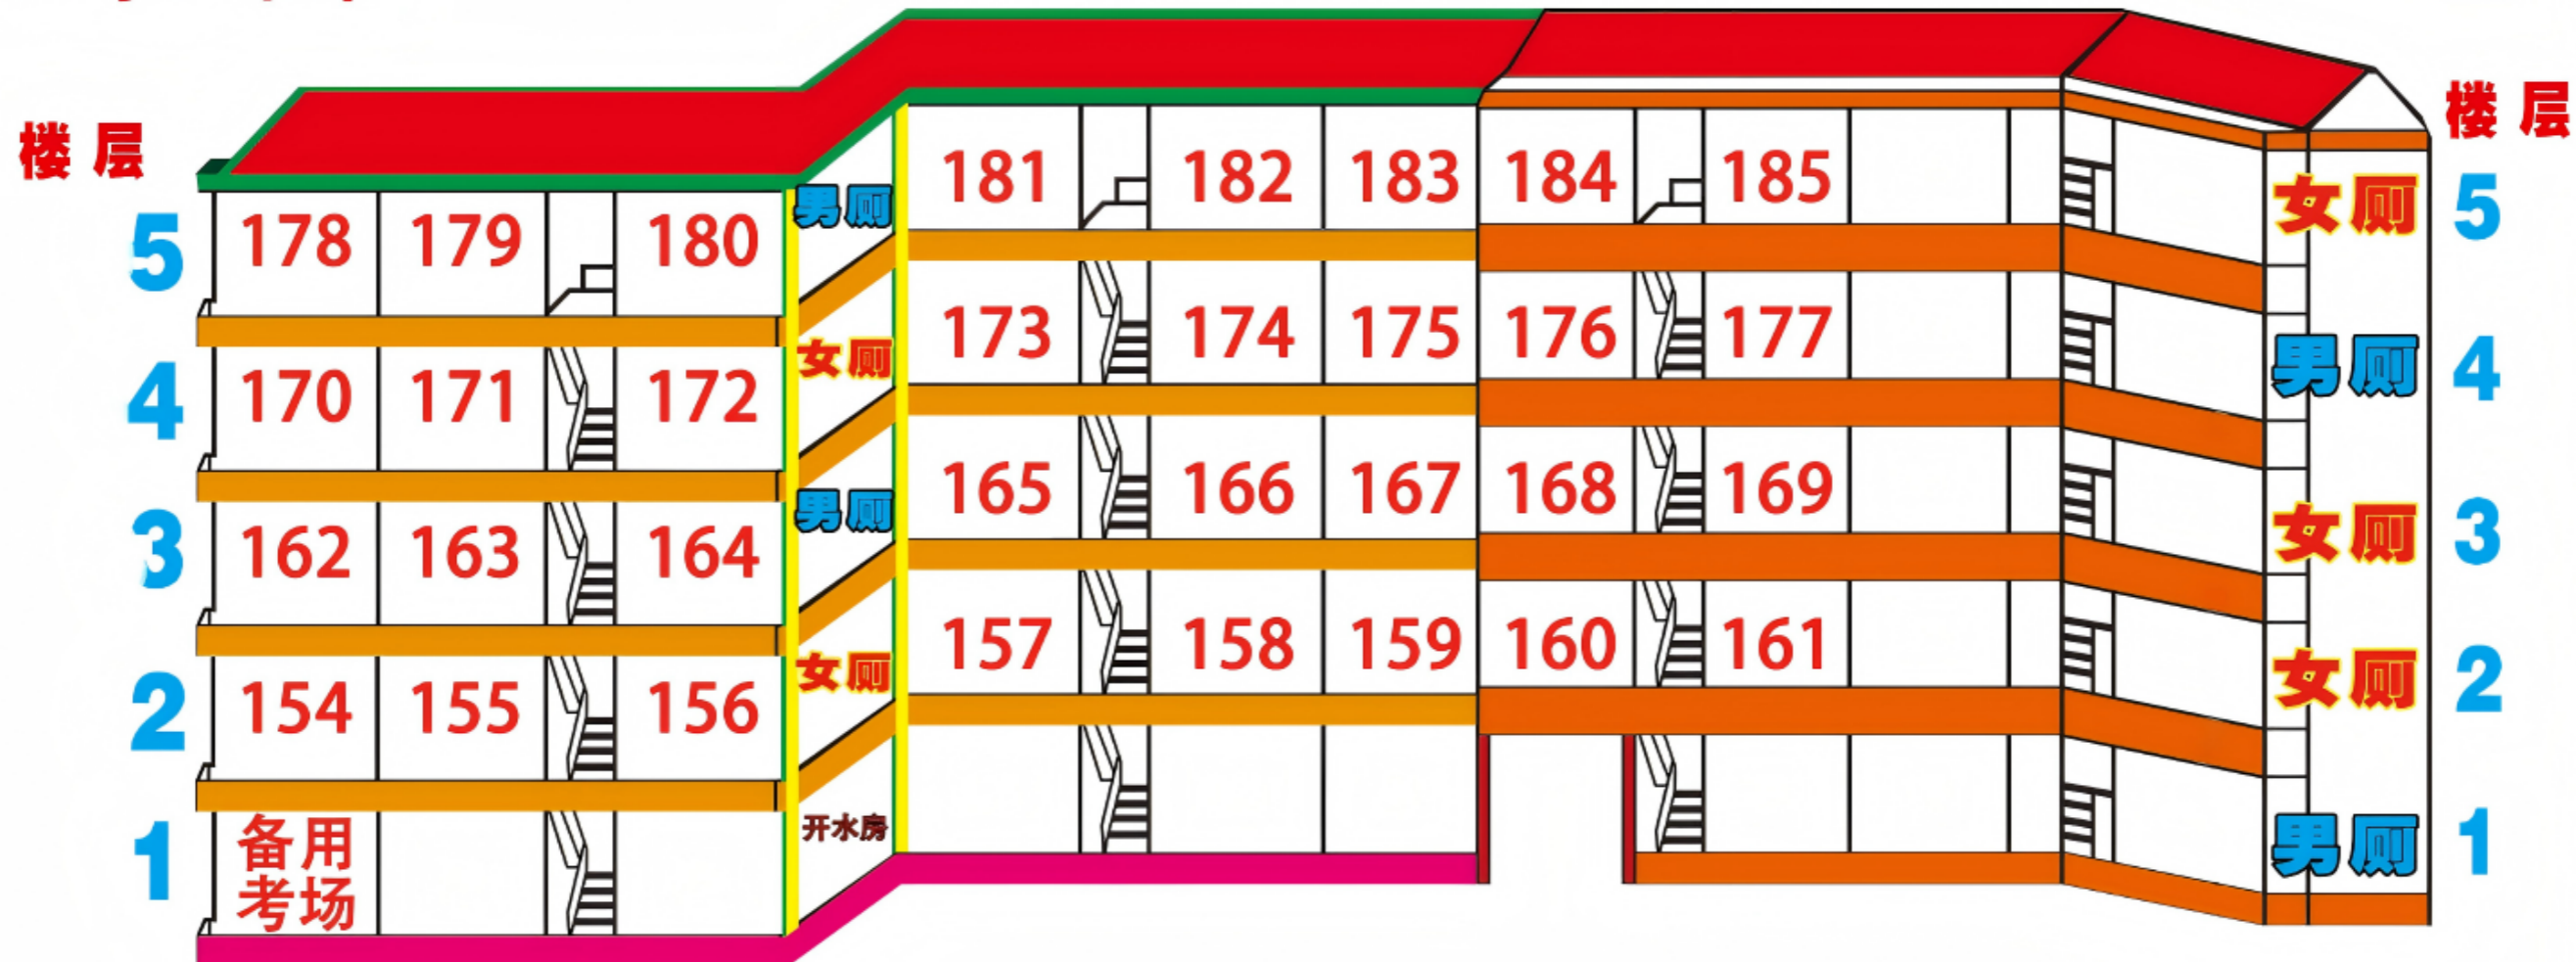 楼层
楼层
5 178 179 180 男厕 181 182 183 184 185 女厕 5
4 170 171 172 女厕 173 174 175 176 177 男厕 4
3 162 163 164 男厕 165 166 167 168 169 女厕 3
2 154 155 156 女厕 157 158 159 160 161 女厕 2
1 备用考场 开水房 男厕 1